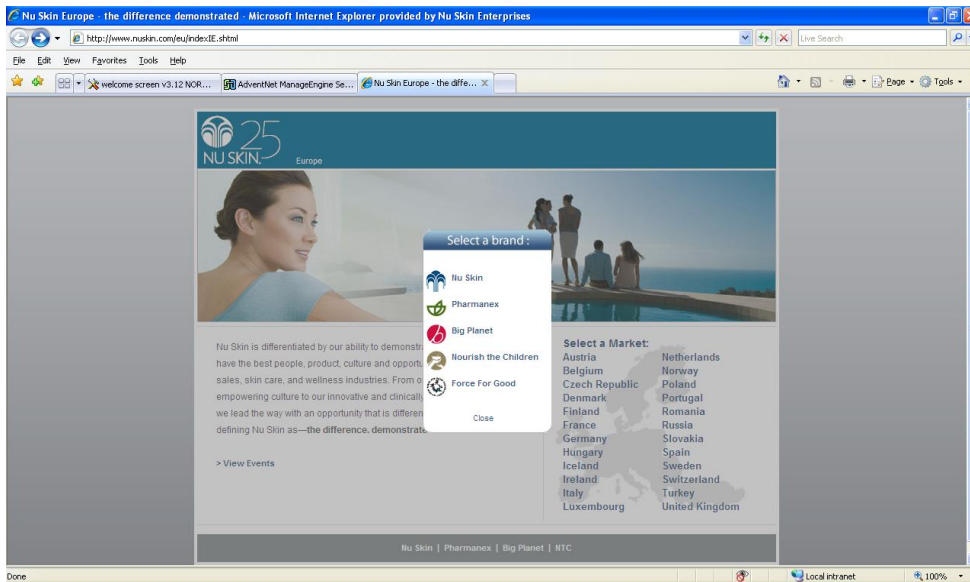 Nu Skin Europe - the difference demonstrated - Microsoft Internet Explorer provided by Nu Skin Enterprises
http://www.nuskin.com/eu/indexIE.shtml
Live Search
File Edit View Favorites Tools Help
welcome screen v3.12 NOR...
AdventNet ManageEngine Se...
Nu Skin Europe - the diffe...
Page
Tools
25
NU SKIN.
Europe
Select a brand :
Nu Skin
Pharmanex
Big Planet
Nourish the Children
Force For Good
Close
Nu Skin is differentiated by our ability to demonstr
have the best people, product, culture and opportu
sales, skin care, and wellness industries. From o
empowering culture to our innovative and clinically
we lead the way with an opportunity that is differen
defining Nu Skin as—the difference. demonstrate
> View Events
Select a Market:
Austria
Belgium
Czech Republic
Denmark
Finland
France
Germany
Hungary
Iceland
Ireland
Italy
Luxembourg
Netherlands
Norway
Poland
Portugal
Romania
Russia
Slovakia
Spain
Sweden
Switzerland
Turkey
United Kingdom
Nu Skin | Pharmanex | Big Planet | NTC
Done
Local intranet
100%